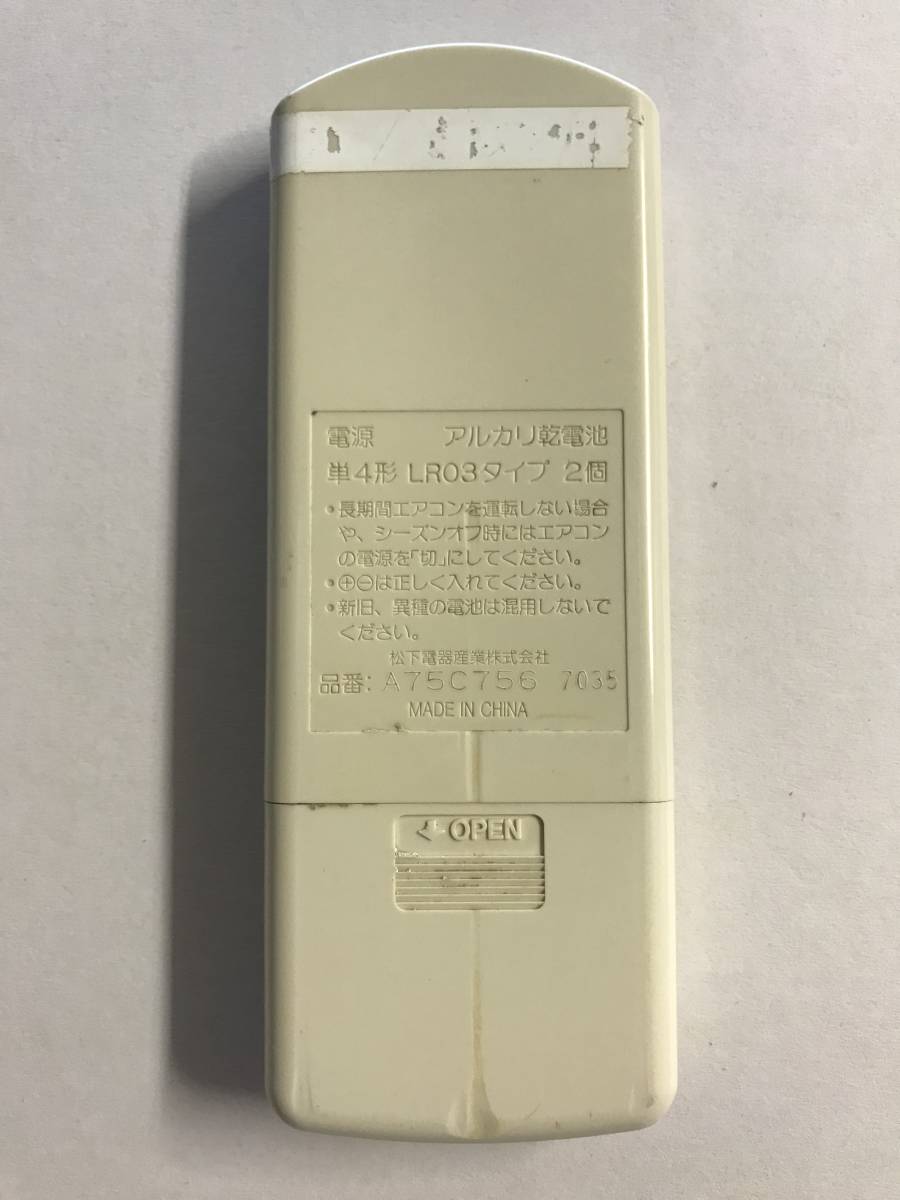 電源 アルカリ乾電池
単4形 LR03タイプ 2個
・長期間エアコンを運転しない場合
や、シーズンオフ時にはエアコン
の電源を「切」にしてください。
・⊕⊖は正しく入れてください。
・新旧、異種の電池は混用しないで
ください。
松下電器産業株式会社
品番: A75C756 7035
MADE IN CHINA
OPEN